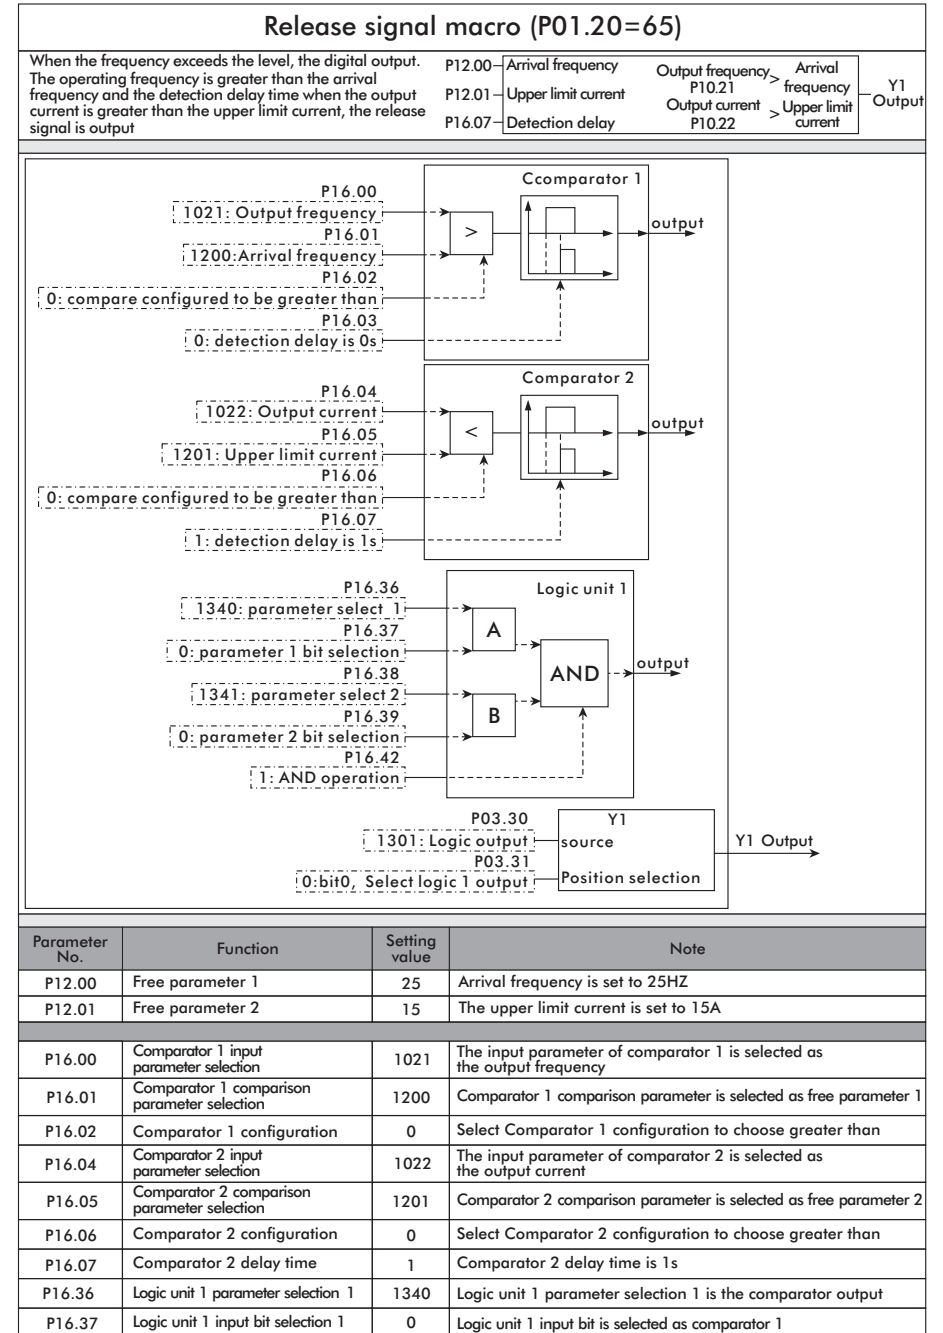 Release signal macro (P01.20=65)
When the frequency exceeds the level, the digital output.
The operating frequency is greater than the arrival
frequency and the detection delay time when the output
current is greater than the upper limit current, the release
signal is output
P12.00 Arrival frequency
P12.01 Upper limit current
P16.07 Detection delay
Output frequency > Arrival
P10.21 frequency
Output current > Upper limit
P10.22 current
Y1
Output
Ccomparator 1
P16.00
1021: Output frequency
P16.01
1200:Arrival frequency
P16.02
0: compare configured to be greater than
P16.03
0: detection delay is 0s
>
output
Comparator 2
P16.04
1022: Output current
P16.05
1201: Upper limit current
P16.06
0: compare configured to be greater than
P16.07
1: detection delay is 1s
<
output
Logic unit 1
P16.36
1340: parameter select 1
P16.37
0: parameter 1 bit selection
P16.38
1341: parameter select 2
P16.39
0: parameter 2 bit selection
P16.42
1: AND operation
A
B
AND
output
P03.30
1301: Logic output
P03.31
0:bit0, Select logic 1 output
Y1
source
Position selection
Y1 Output
Parameter No. Function Setting value Note
P12.00 Free parameter 1 25 Arrival frequency is set to 25HZ
P12.01 Free parameter 2 15 The upper limit current is set to 15A
P16.00 Comparator 1 input parameter selection 1021 The input parameter of comparator 1 is selected as the output frequency
P16.01 Comparator 1 comparison parameter selection 1200 Comparator 1 comparison parameter is selected as free parameter 1
P16.02 Comparator 1 configuration 0 Select Comparator 1 configuration to choose greater than
P16.04 Comparator 2 input parameter selection 1022 The input parameter of comparator 2 is selected as the output current
P16.05 Comparator 2 comparison parameter selection 1201 Comparator 2 comparison parameter is selected as free parameter 2
P16.06 Comparator 2 configuration 0 Select Comparator 2 configuration to choose greater than
P16.07 Comparator 2 delay time 1 Comparator 2 delay time is 1s
P16.36 Logic unit 1 parameter selection 1 1340 Logic unit 1 parameter selection 1 is the comparator output
P16.37 Logic unit 1 input bit selection 1 0 Logic unit 1 input bit is selected as comparator 1